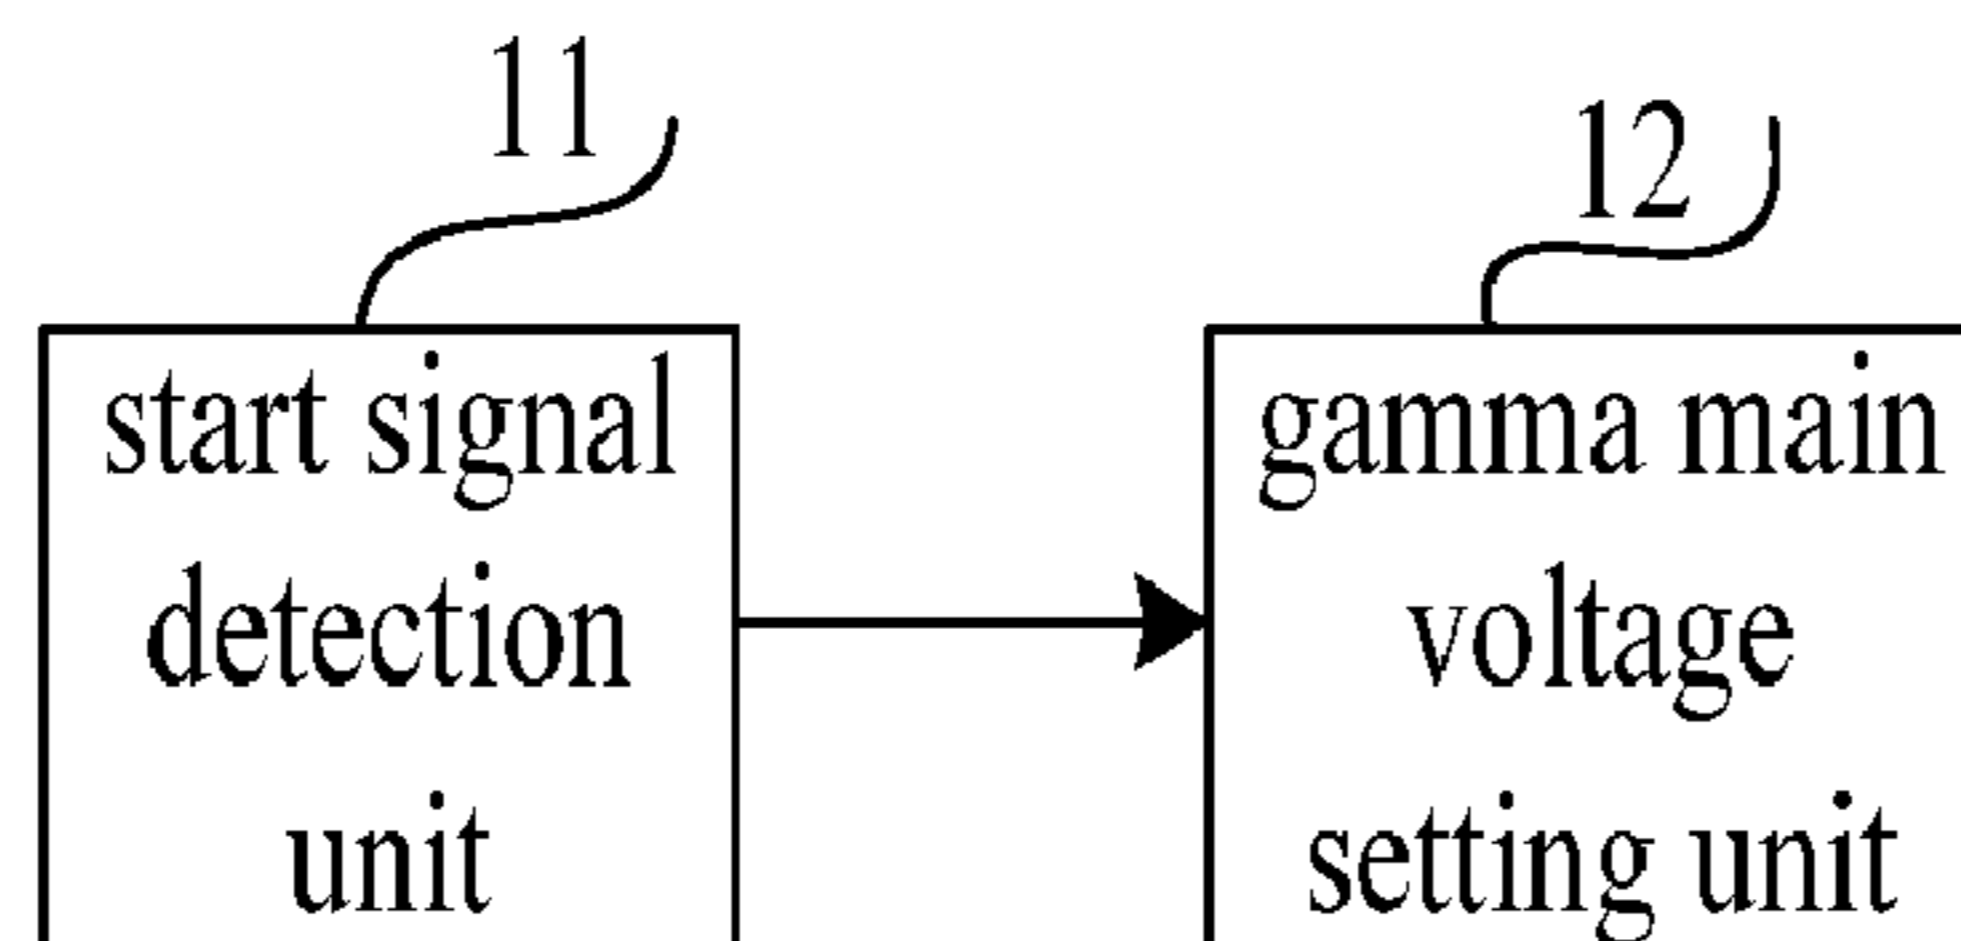 11
12
start signal
detection
unit
gamma main
voltage
setting unit